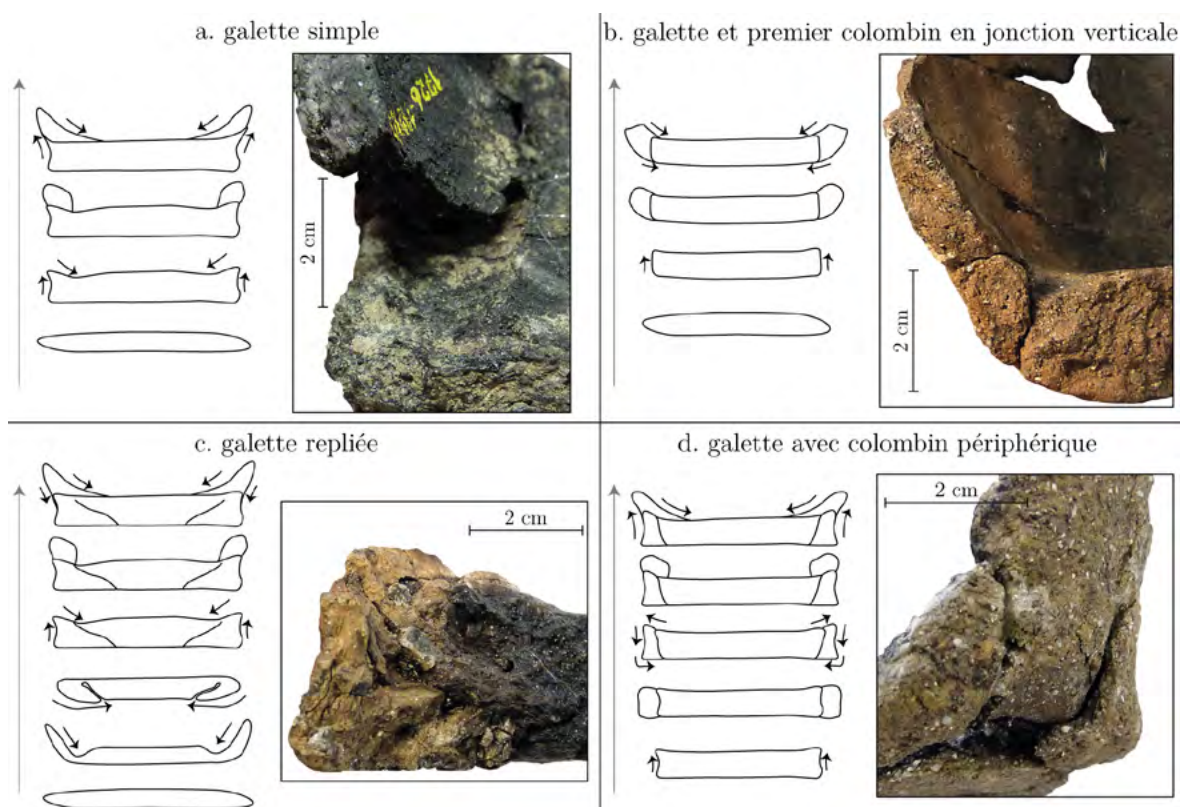 a. galette simple
2 cm
b. galette et premier colombin en jonction verticale
2 cm
c. galette repliée
2 cm
d. galette avec colombin périphérique
2 cm